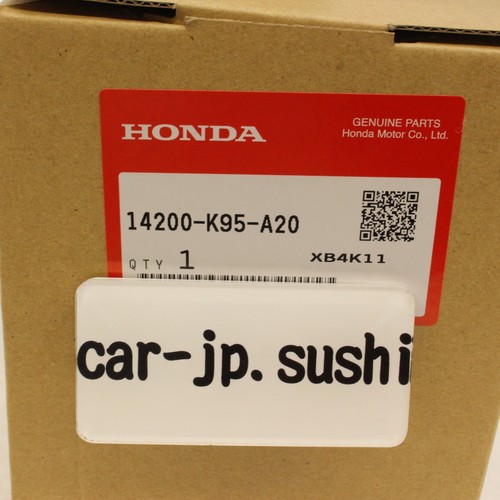 HONDA
GENUINE PARTS
Honda Motor Co., Ltd.
14200-K95-A20
QTY 1
XB4K11
car-jp.sushi